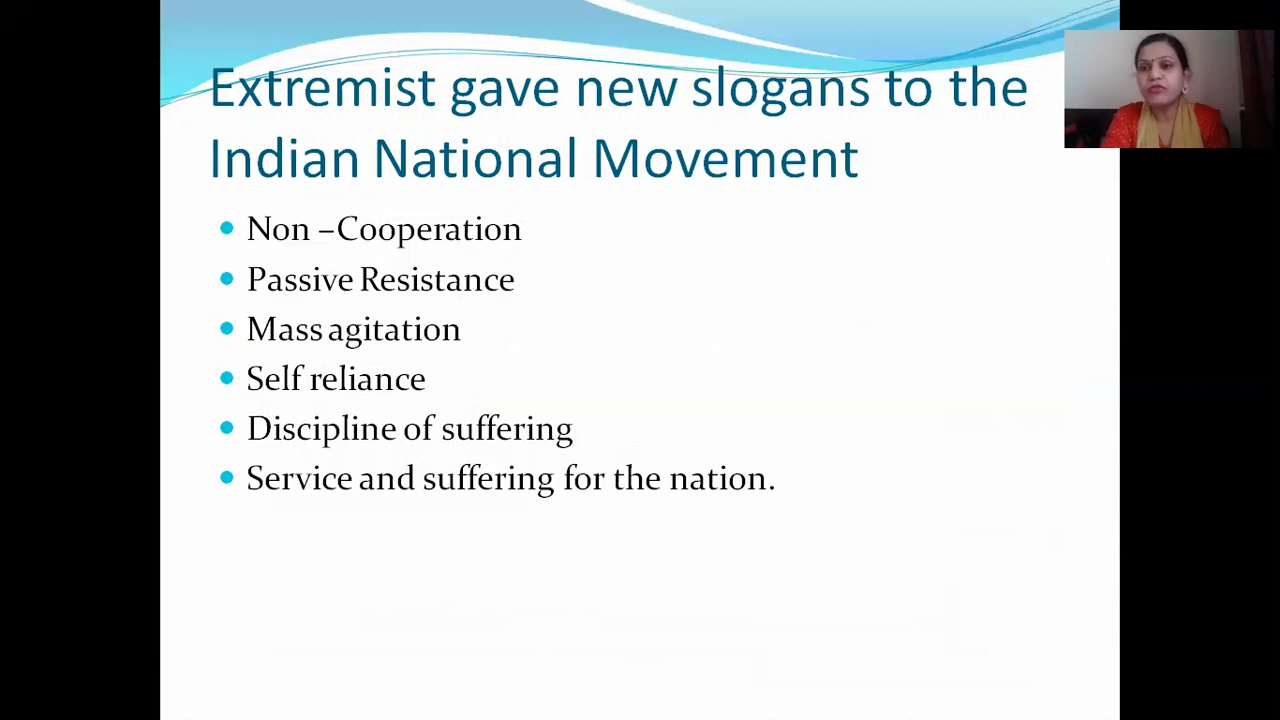 Extremist gave new slogans to the
Indian National Movement
Non –Cooperation
Passive Resistance
Mass agitation
Self reliance
Discipline of suffering
Service and suffering for the nation.